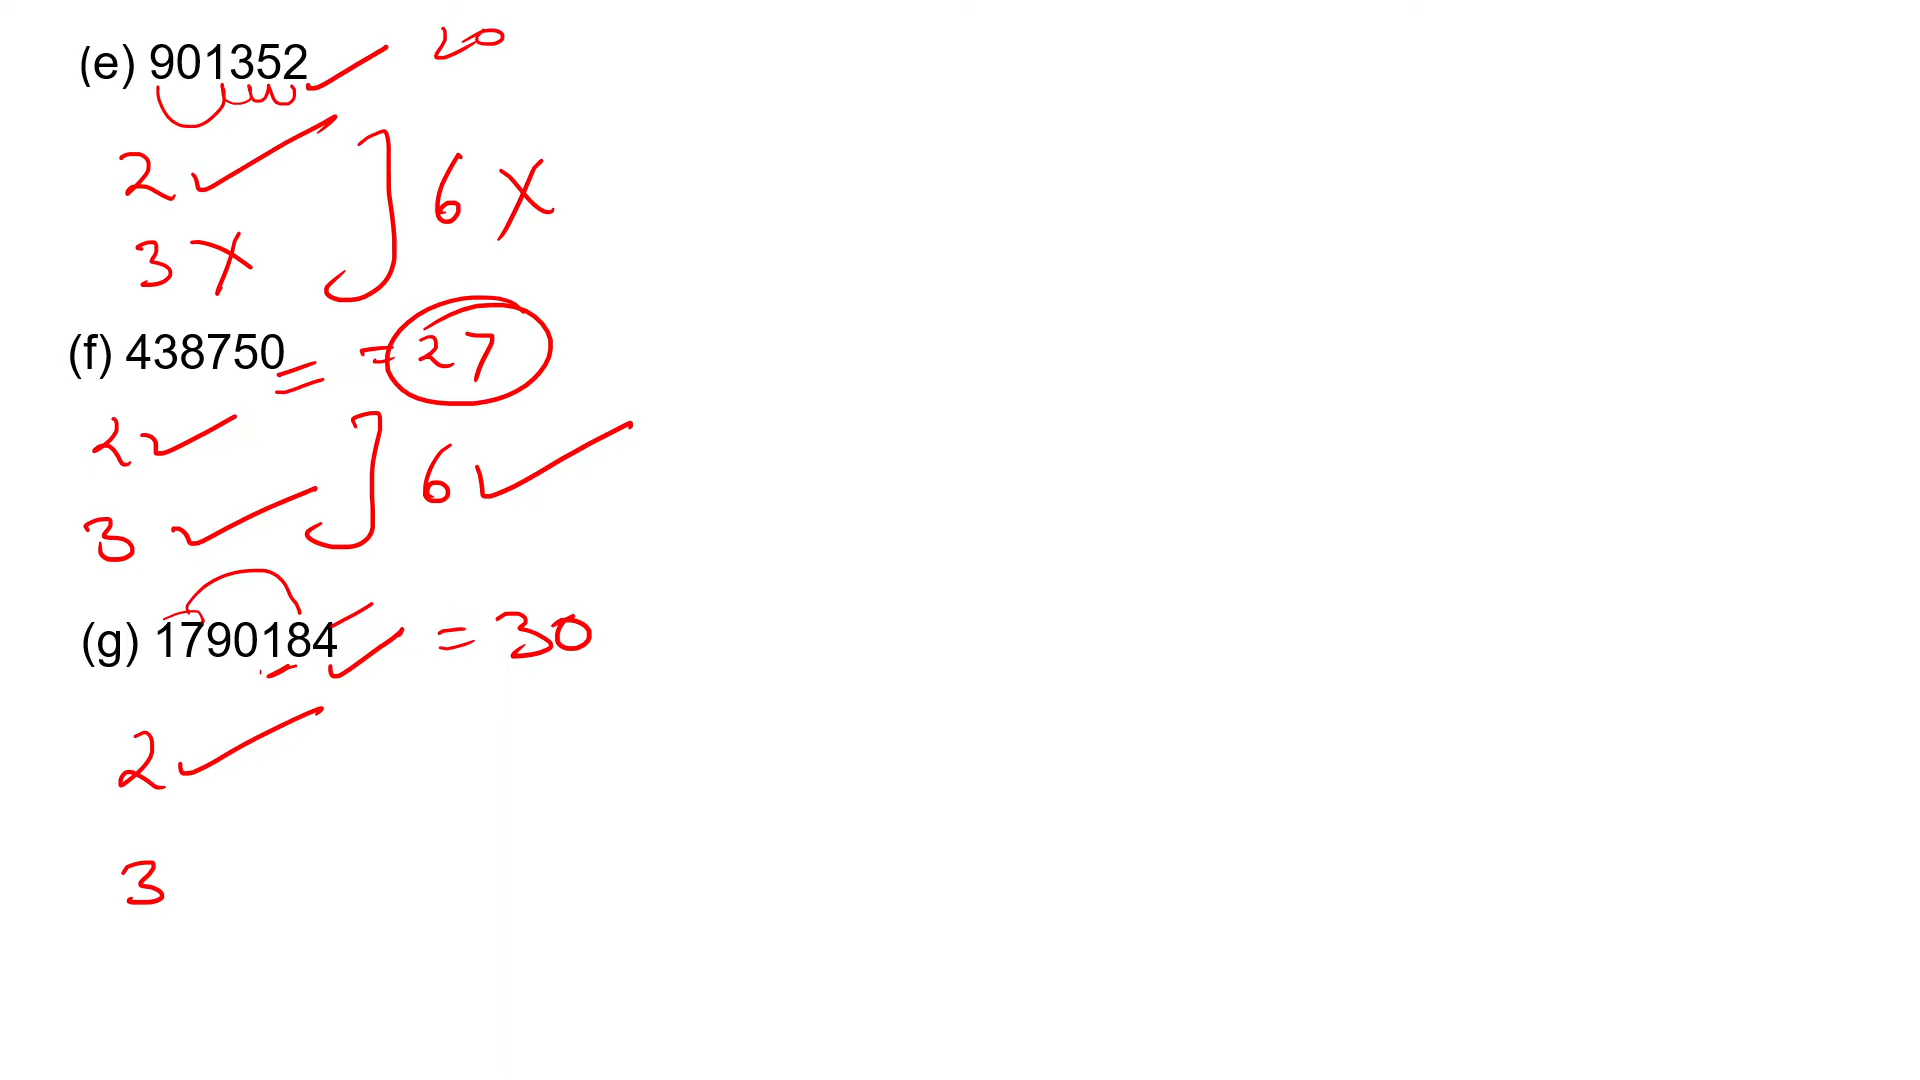 (e) 901352 ✓ 20
2 ✓
3 X ] 6 X
(f) 438750 = 27
2 ✓
3 ✓ ] 6 ✓
(g) 1790184 ✓ = 30
2 ✓
3